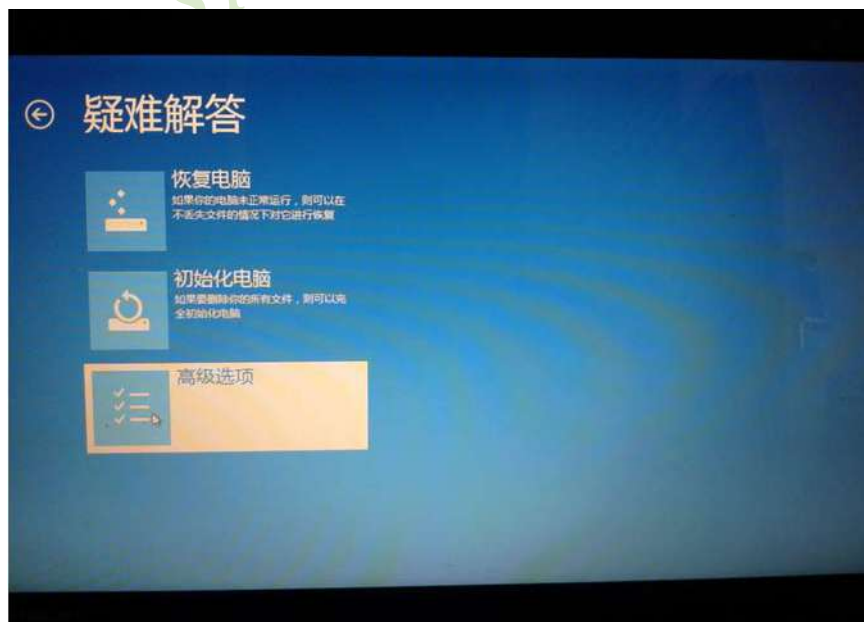 疑难解答
恢复电脑
如果你的电脑未正常运行，则可以在
不丢失文件的情况下对它进行恢复
初始化电脑
如果要删除你的所有文件，则可以完
全初始化电脑
高级选项